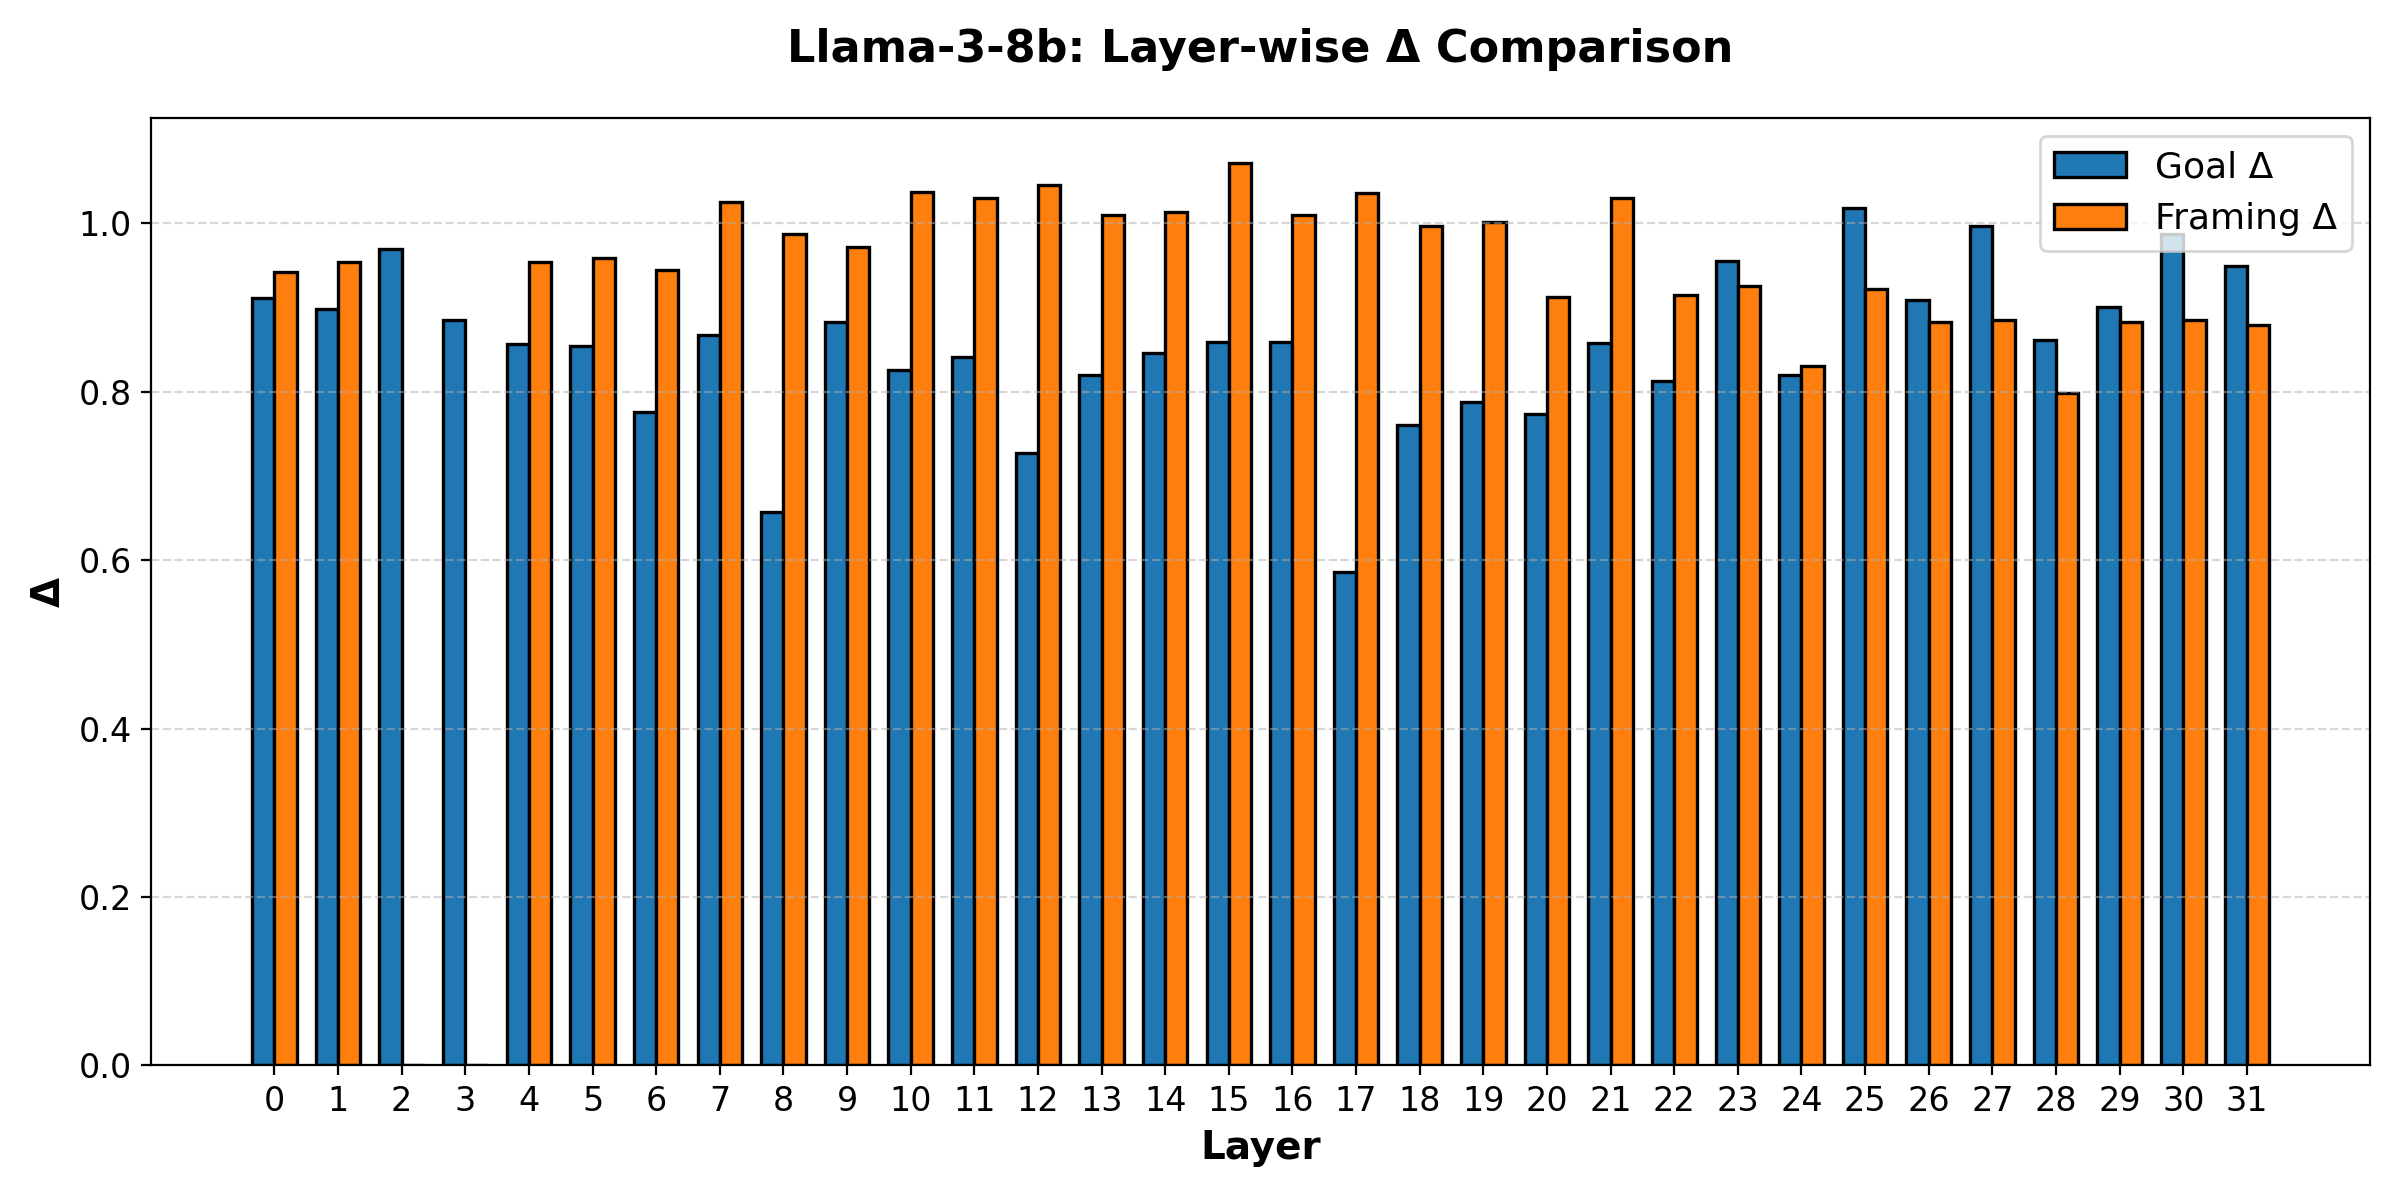 Llama-3-8b: Layer-wise Δ Comparison
Goal Δ
Framing Δ
1.0
0.8
0.6
0.4
0.2
0.0
Δ
0 1 2 3 4 5 6 7 8 9 10 11 12 13 14 15 16 17 18 19 20 21 22 23 24 25 26 27 28 29 30 31
Layer